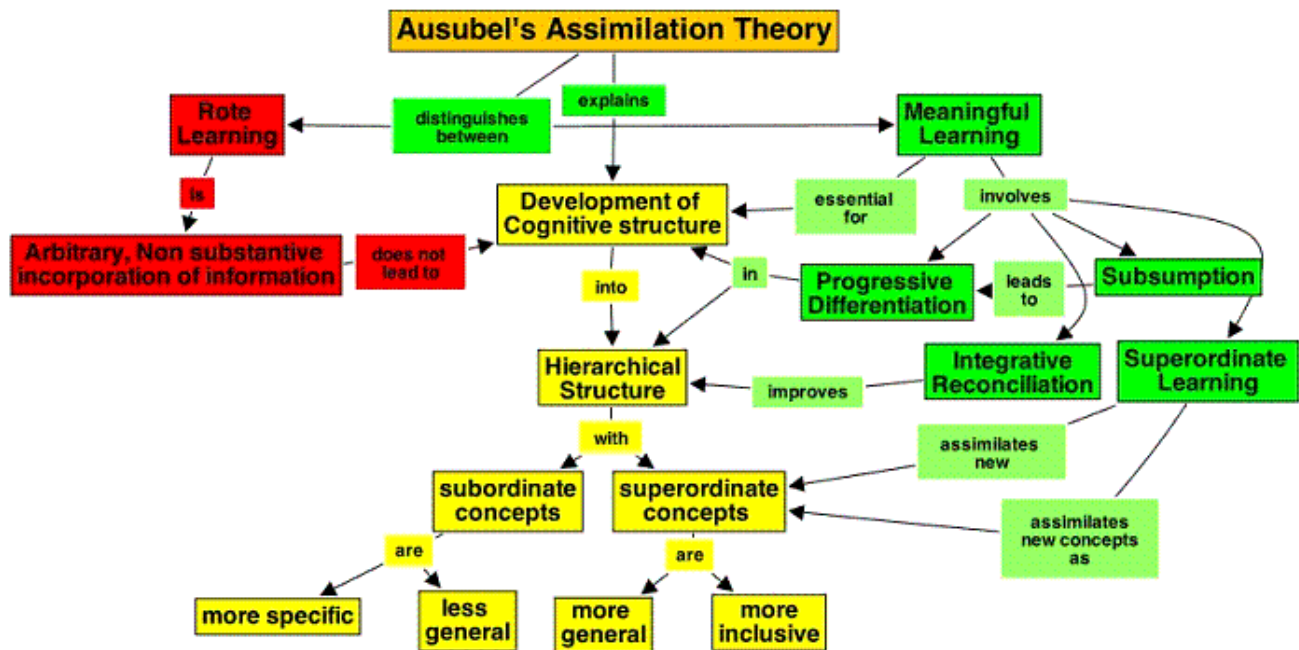 Ausubel's Assimilation Theory
Rote
Learning
distinguishes
between
explains
Meaningful
Learning
is
Development of
Cognitive structure
essential
for
involves
Arbitrary, Non substantive
incorporation of information
does not
lead to
into
in
Progressive
Differentiation
leads
to
Subsumption
Hierarchical
Structure
improves
Integrative
Reconciliation
Superordinate
Learning
with
assimilates
new
subordinate
concepts
superordinate
concepts
assimilates
new concepts
as
are
are
more specific
less
general
more
general
more
inclusive